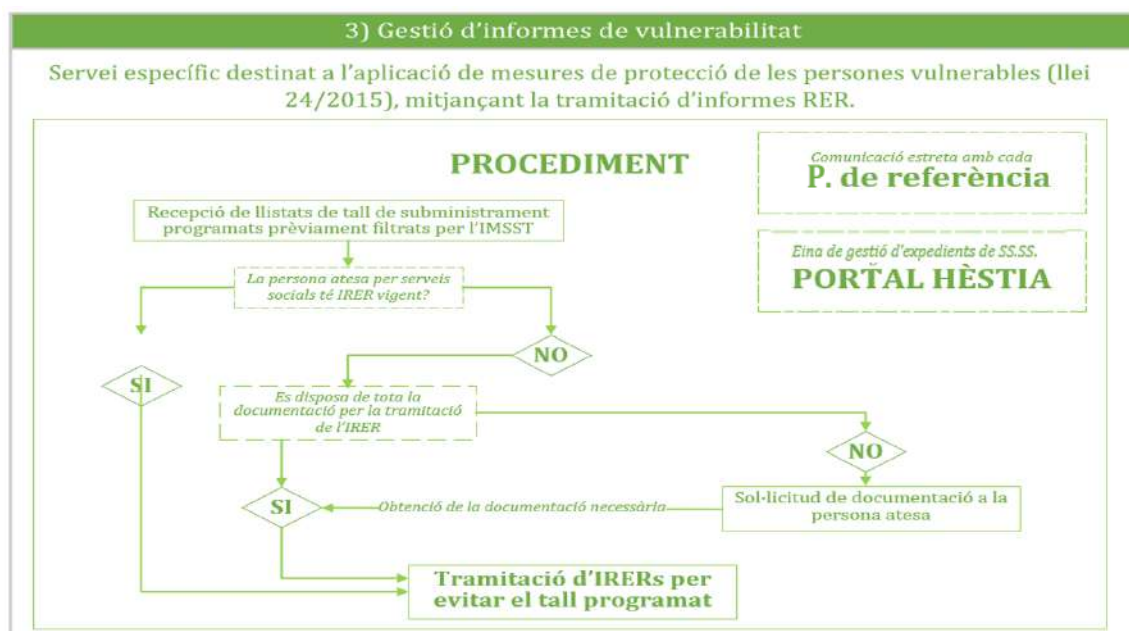 3) Gestió d'informes de vulnerabilitat
Servei específic destinat a l'aplicació de mesures de protecció de les persones vulnerables (llei
24/2015), mitjançant la tramitació d'informes RER.
PROCEDIMENT
Comunicació estreta amb cada
P. de referència
Recepció de llistats de tall de subministrament
programats prèviament filtrats per l'IMSST
Eina de gestió d'expedients de SS.SS.
PORTAL HÈSTIA
La persona atesa per serveis
socials té IRER vigent?
NO
SI
Es disposa de tota la
documentació per la tramitació
de l'IRER
NO
SI
Obtenció de la documentació necessària
Sol·licitud de documentació a la
persona atesa
Tramitació d'IRERs per
evitar el tall programat